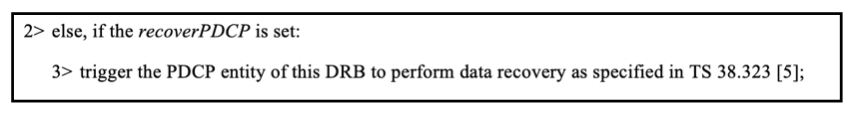 2> else, if the recoverPDCP is set:
3> trigger the PDCP entity of this DRB to perform data recovery as specified in TS 38.323 [5];